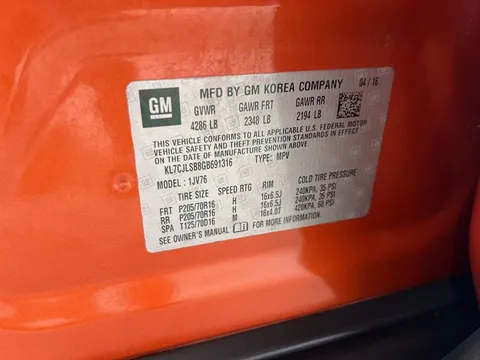 GM
MFD BY GM KOREA COMPANY 04 / 16
GVWR GAWR FRT GAWR RR
4286 LB 2348 LB 2194 LB
THIS VEHICLE CONFORMS TO ALL APPLICABLE U.S. FEDERAL MOTOR
VEHICLE SAFETY, BUMPER, AND THEFT PREVENTION STANDARDS IN
EFFECT ON THE DATE OF MANUFACTURE SHOWN ABOVE.
KL7CJLSB8GB691316 TYPE: MPV
MODEL: 1JV76
TIRE SIZE SPEED RTG RIM COLD TIRE PRESSURE
FRT P205/70R16 H 16x6.5J 240KPA, 35 PSI
RR P205/70R16 H 16x6.5J 240KPA, 35 PSI
SPA T125/70D16 M 16x4.0T 420KPA, 60 PSI
SEE OWNER'S MANUAL FOR MORE INFORMATION.